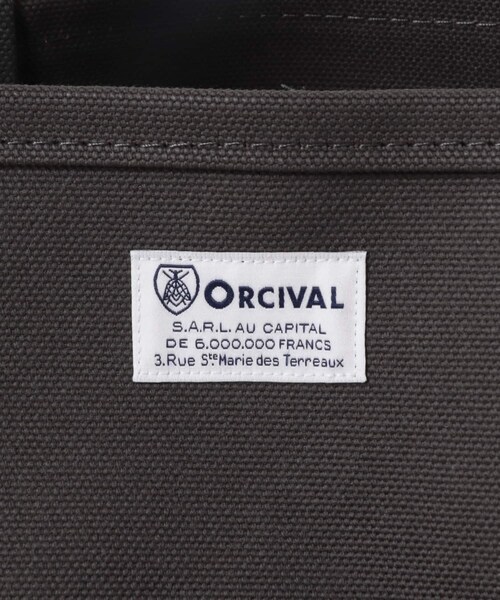 ORCIVAL
S.A.R.L. AU CAPITAL
DE 6.000.000 FRANCS
3.Rue Ste Marie des Terreaux